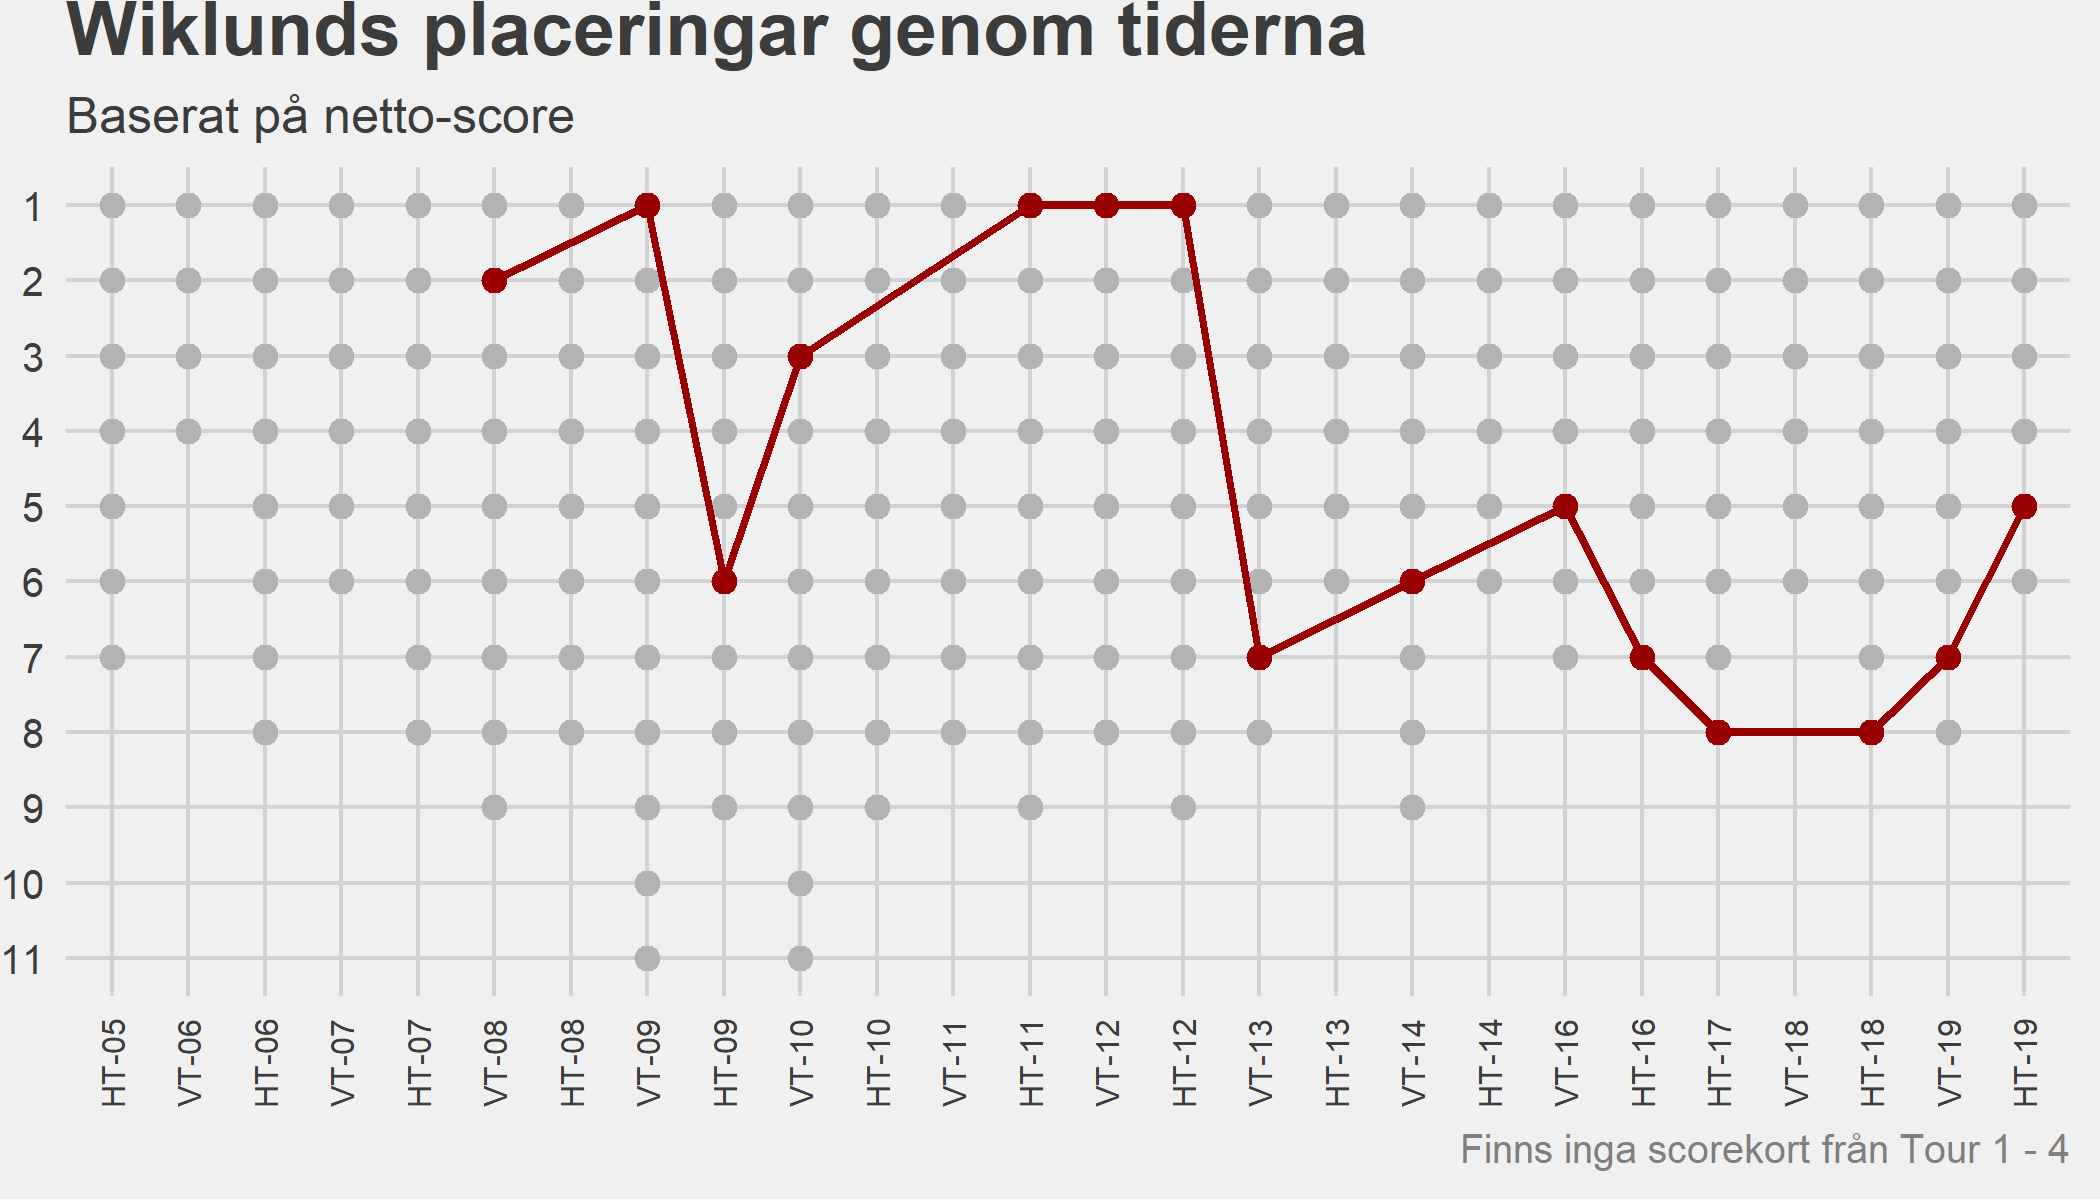 Wiklunds placeringar genom tiderna
Baserat på netto-score
1
2
3
4
5
6
7
8
9
10
11
HT-05 VT-06 HT-06 VT-07 HT-07 VT-08 HT-08 VT-09 HT-09 VT-10 HT-10 VT-11 HT-11 VT-12 HT-12 VT-13 HT-13 VT-14 HT-14 VT-16 HT-16 HT-17 VT-18 HT-18 VT-19 HT-19
Finns inga scorekort från Tour 1 - 4